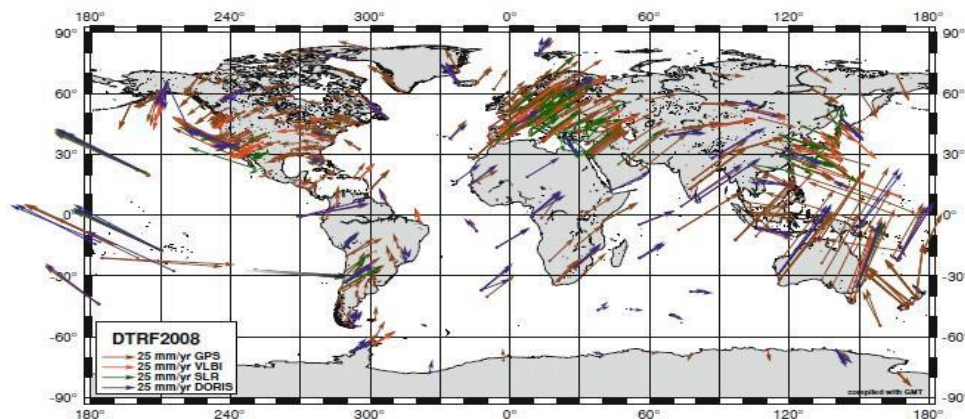 180° 240° 300° 0° 60° 120° 180°
90° 90°
60° 60°
30° 30°
0° 0°
-30° -30°
-60° -60°
-90° -90°
DTRF2008
25 mm/yr GPS
25 mm/yr VLBI
25 mm/yr SLR
25 mm/yr DORIS
compiled with GMT
180° 240° 300° 0° 60° 120° 180°